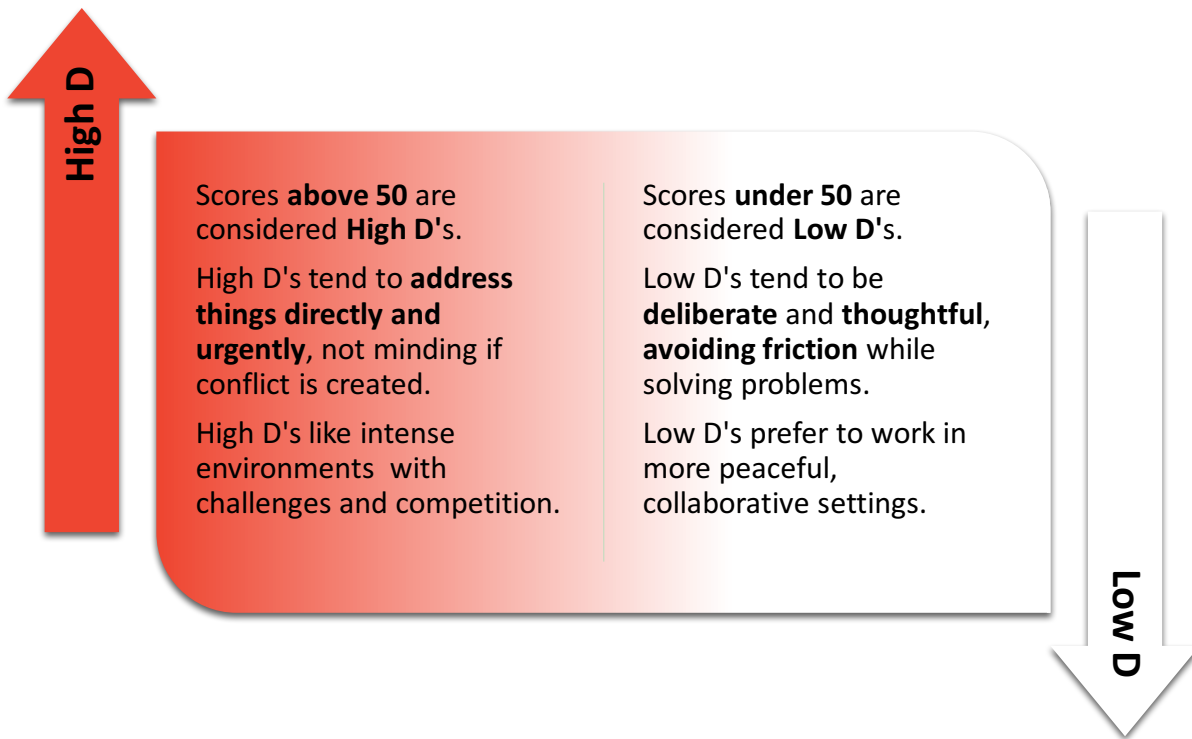 High D
Scores above 50 are
considered High D's.
High D's tend to address
things directly and
urgently, not minding if
conflict is created.
High D's like intense
environments  with
challenges and competition.
Scores under 50 are
considered Low D's.
Low D's tend to be
deliberate and thoughtful,
avoiding friction while
solving problems.
Low D's prefer to work in
more peaceful,
collaborative settings.
Low D